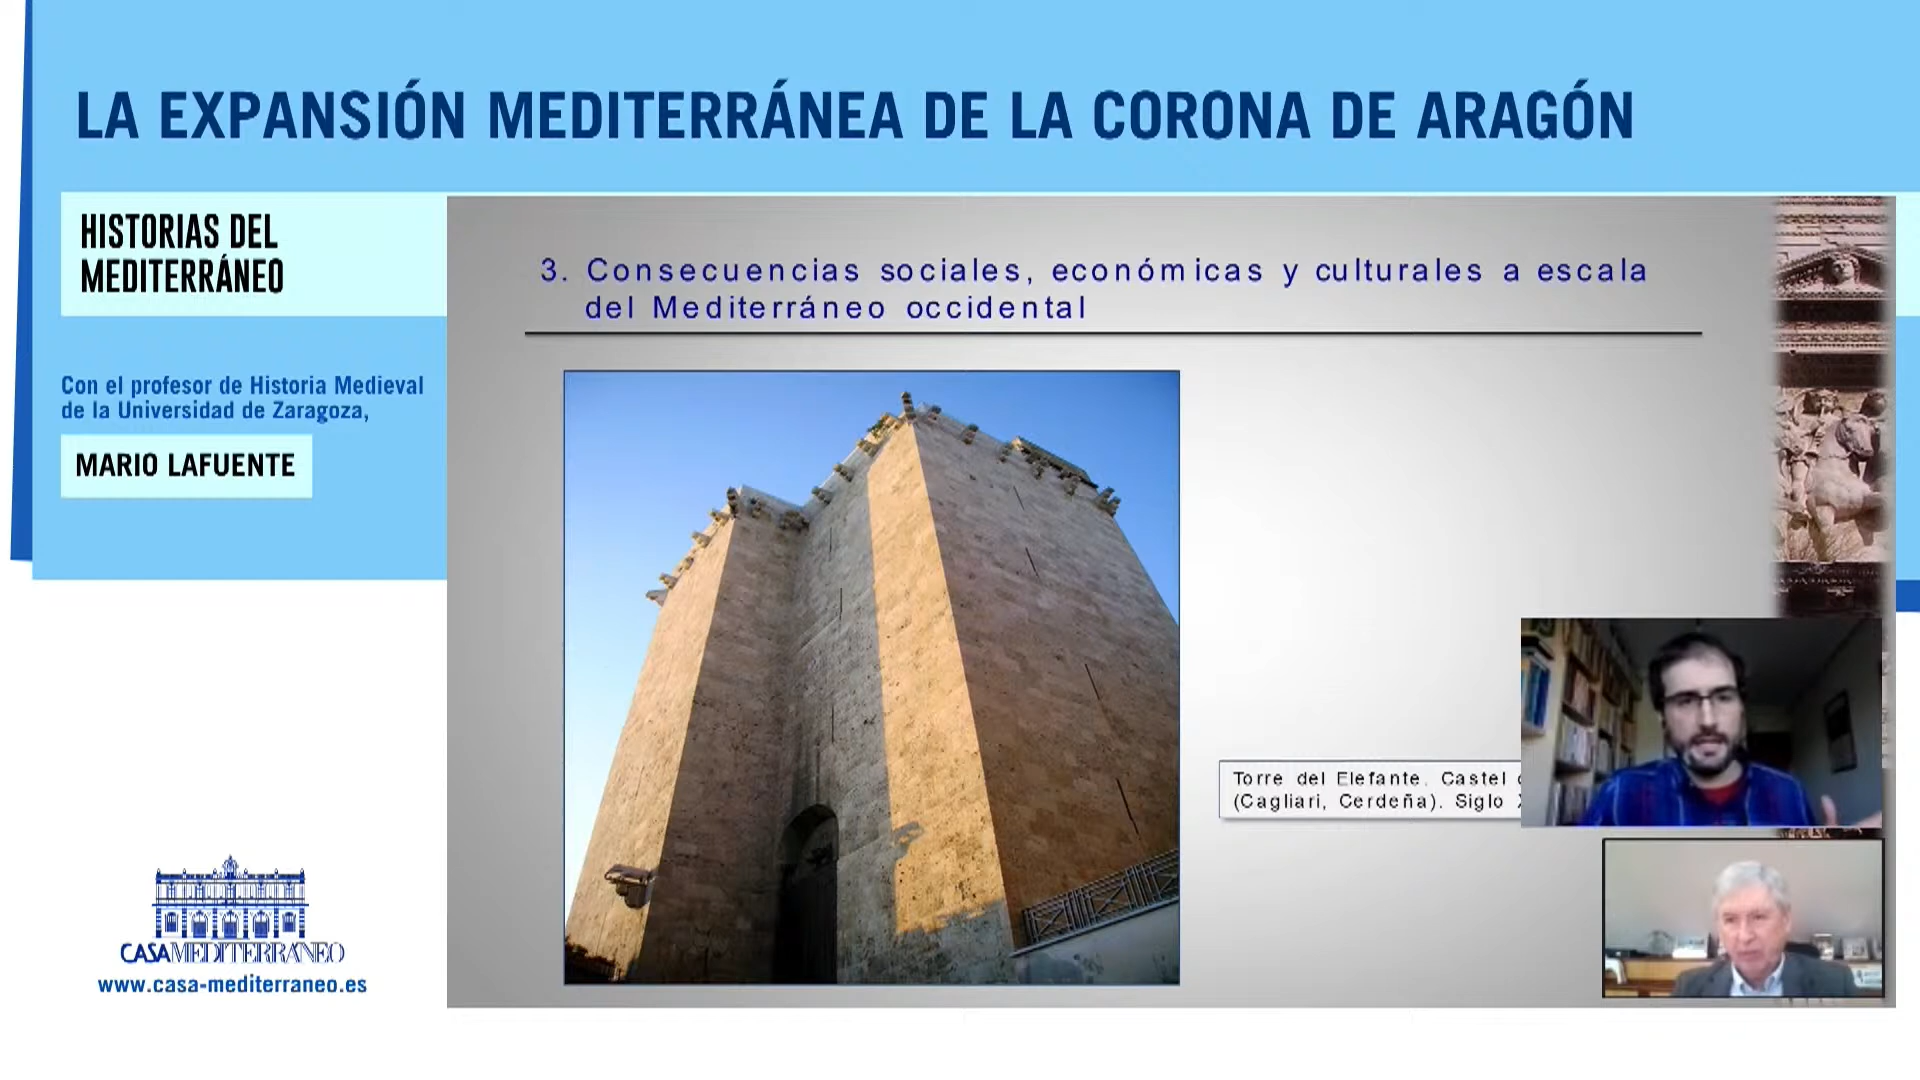 LA EXPANSIÓN MEDITERRÁNEA DE LA CORONA DE ARAGÓN
HISTORIAS DEL
MEDITERRÁNEO
Con el profesor de Historia Medieval
de la Universidad de Zaragoza,
MARIO LAFUENTE
3. Consecuencias sociales, económicas y culturales a escala
del Mediterráneo occidental
Torre del Elefante. Castel
(Cagliari, Cerdeña). Siglo
CASAMEDITERRÁNEO
www.casa-mediterraneo.es